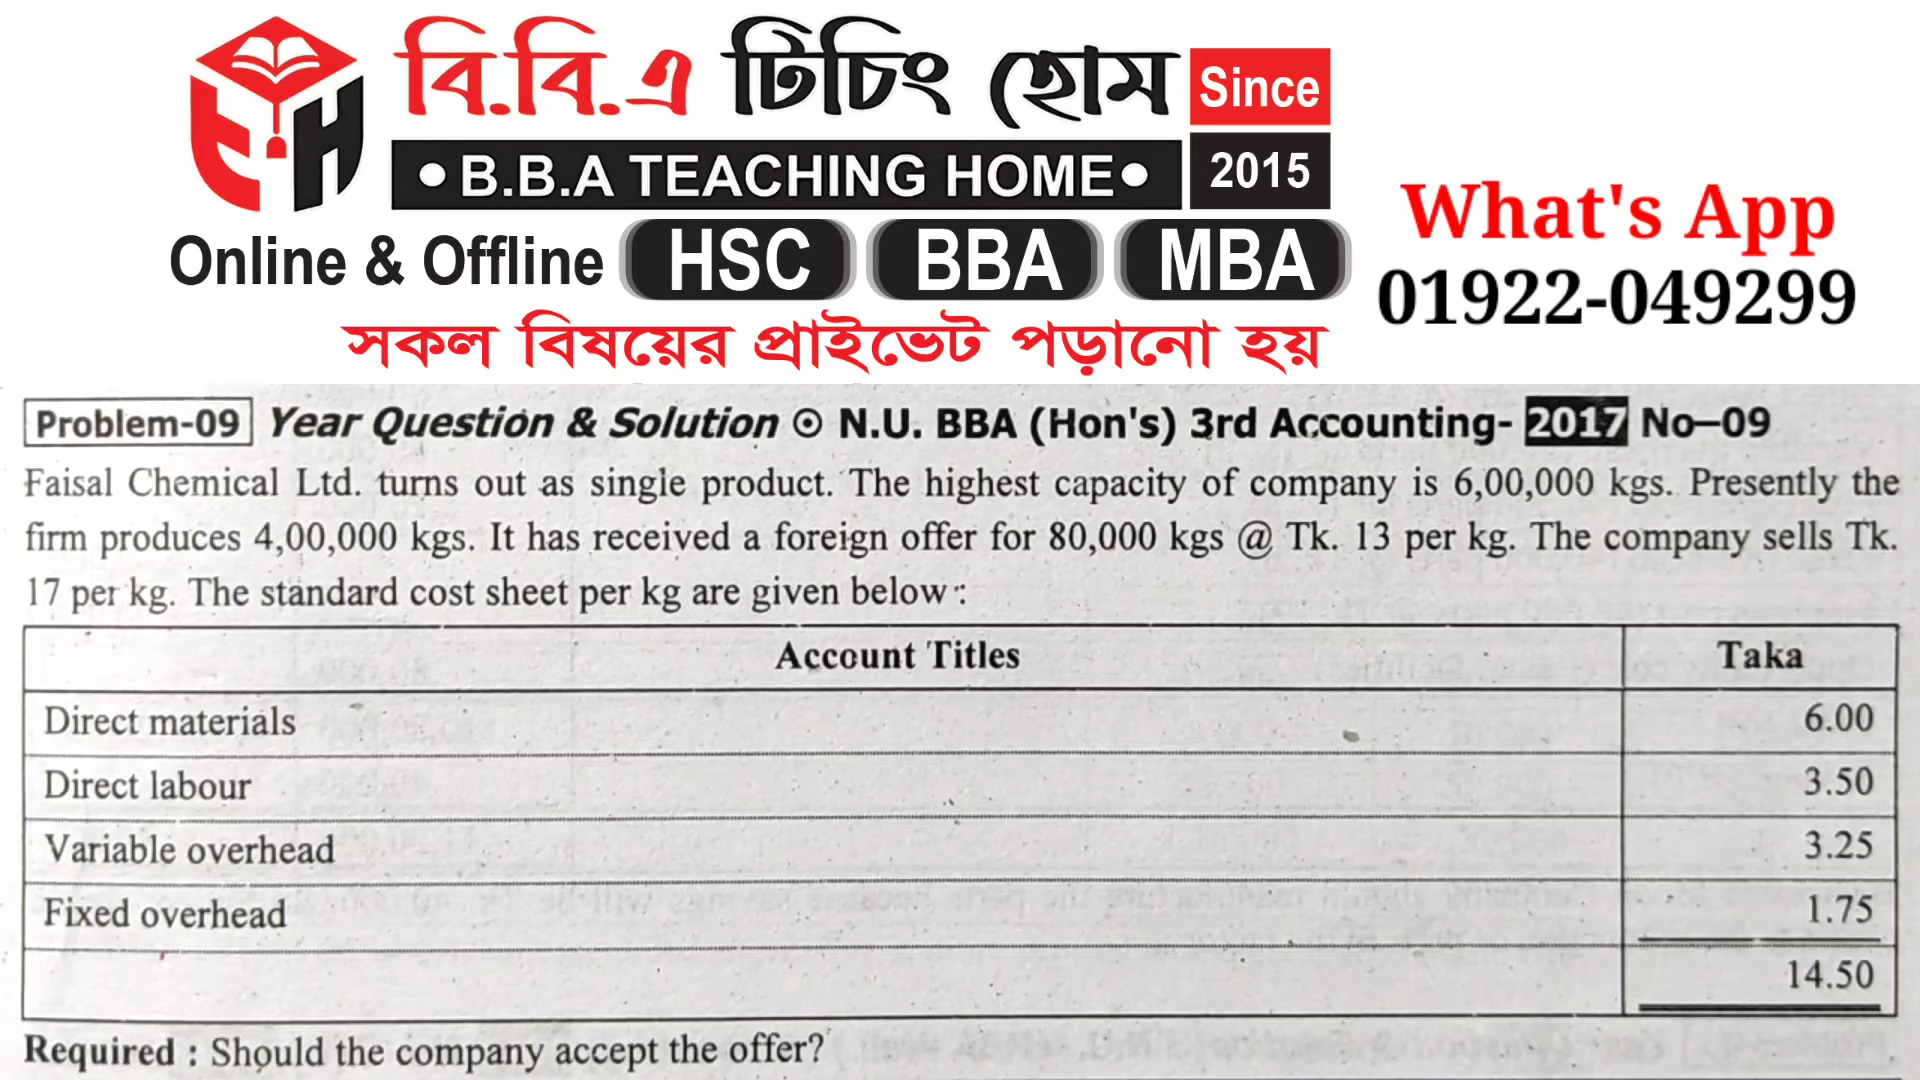 বি.বি.এ টিচিং হোম
Since
2015
• B.B.A TEACHING HOME •
Online & Offline HSC BBA MBA
সকল বিষয়ের প্রাইভেট পড়ানো হয়
What's App
01922-049299
Problem-09 Year Question & Solution ⊙ N.U. BBA (Hon's) 3rd Accounting- 2017 No–09
Faisal Chemical Ltd. turns out as single product. The highest capacity of company is 6,00,000 kgs. Presently the
firm produces 4,00,000 kgs. It has received a foreign offer for 80,000 kgs @ Tk. 13 per kg. The company sells Tk.
17 per kg. The standard cost sheet per kg are given below :
Account Titles Taka
Direct materials 6.00
Direct labour 3.50
Variable overhead 3.25
Fixed overhead 1.75
14.50
Required : Should the company accept the offer?